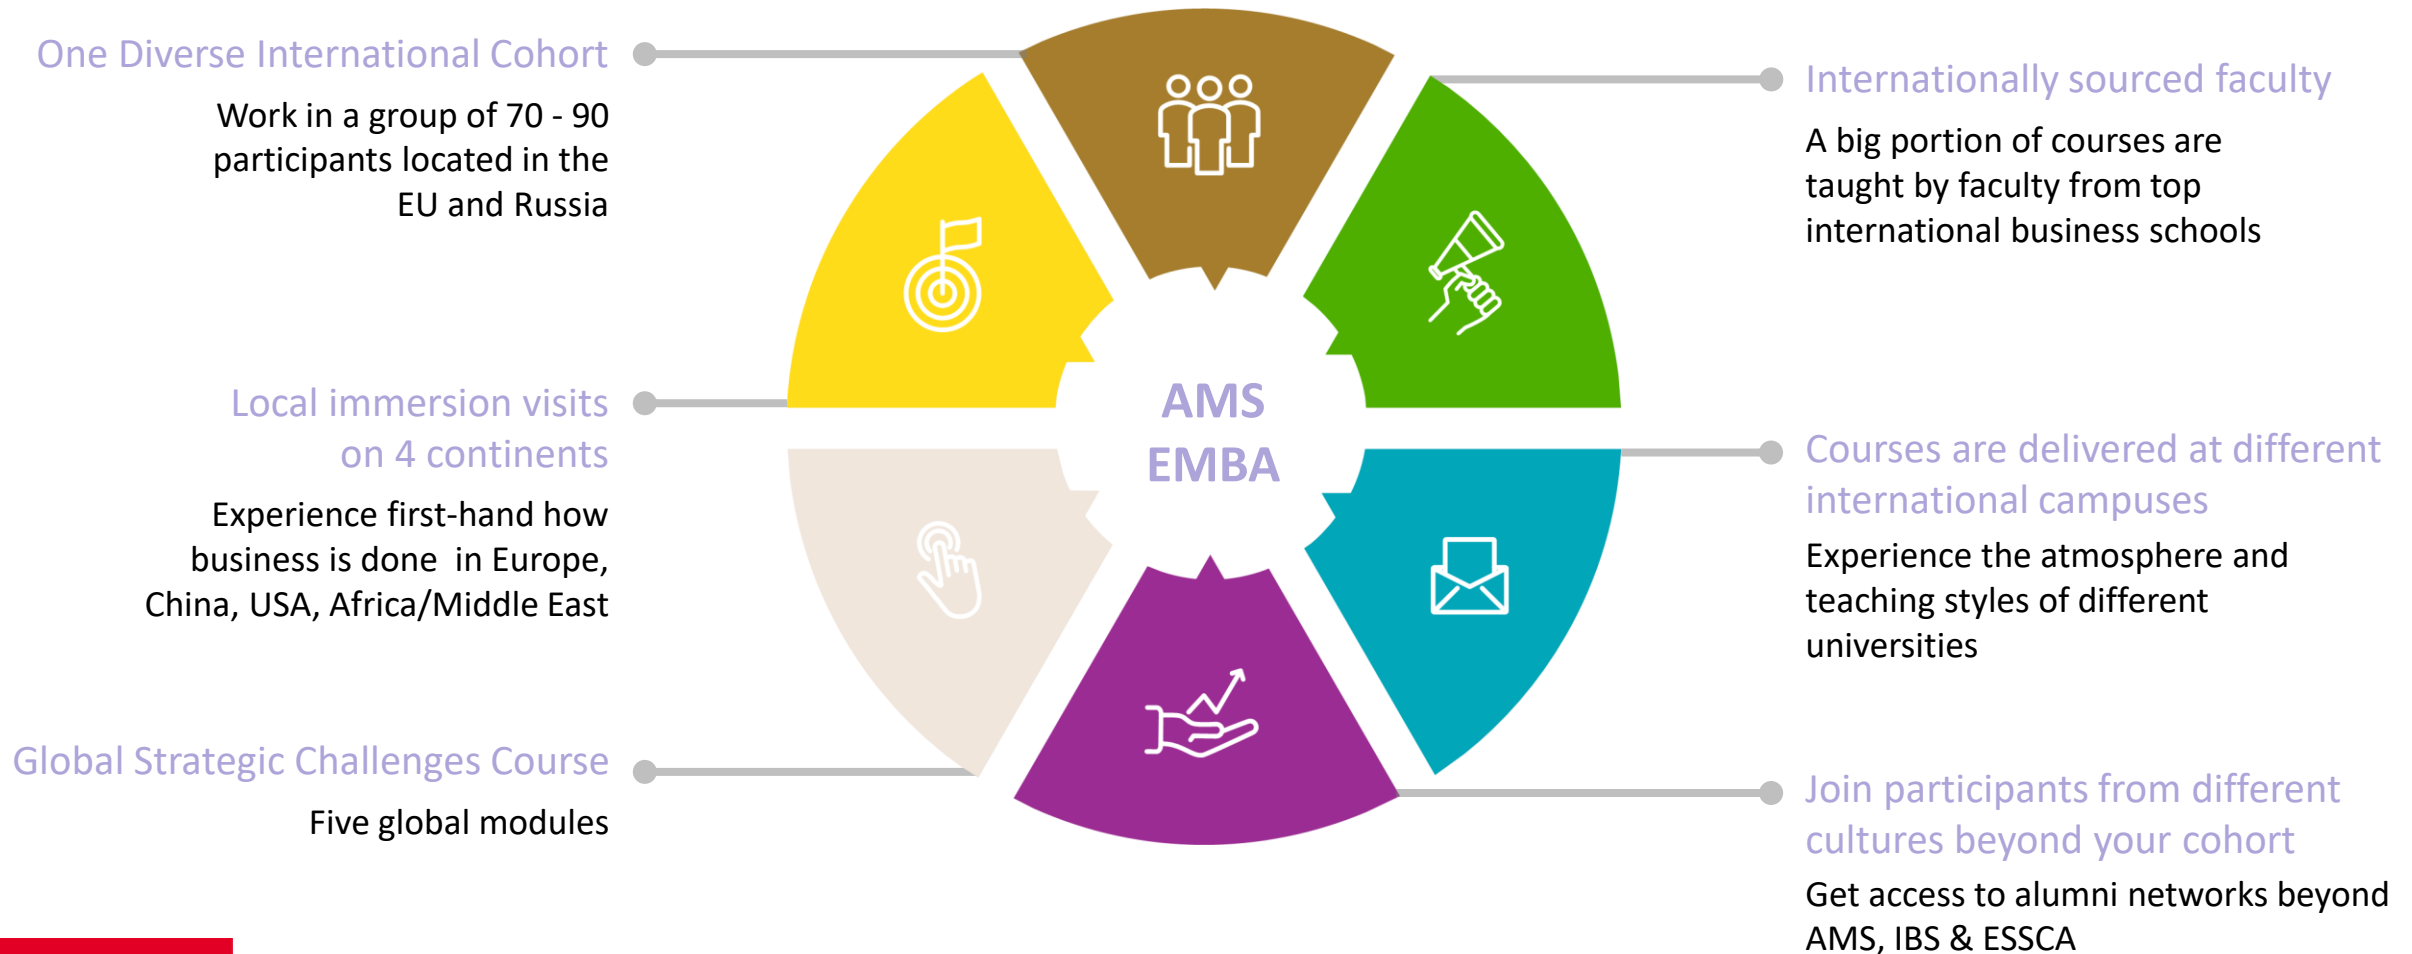 One Diverse International Cohort
Work in a group of 70 - 90
participants located in the
EU and Russia
Local immersion visits
on 4 continents
Experience first-hand how
business is done  in Europe,
China, USA, Africa/Middle East
Global Strategic Challenges Course
Five global modules
AMS
EMBA
Internationally sourced faculty
A big portion of courses are
taught by faculty from top
international business schools
Courses are delivered at different
international campuses
Experience the atmosphere and
teaching styles of different
universities
Join participants from different
cultures beyond your cohort
Get access to alumni networks beyond
AMS, IBS & ESSCA